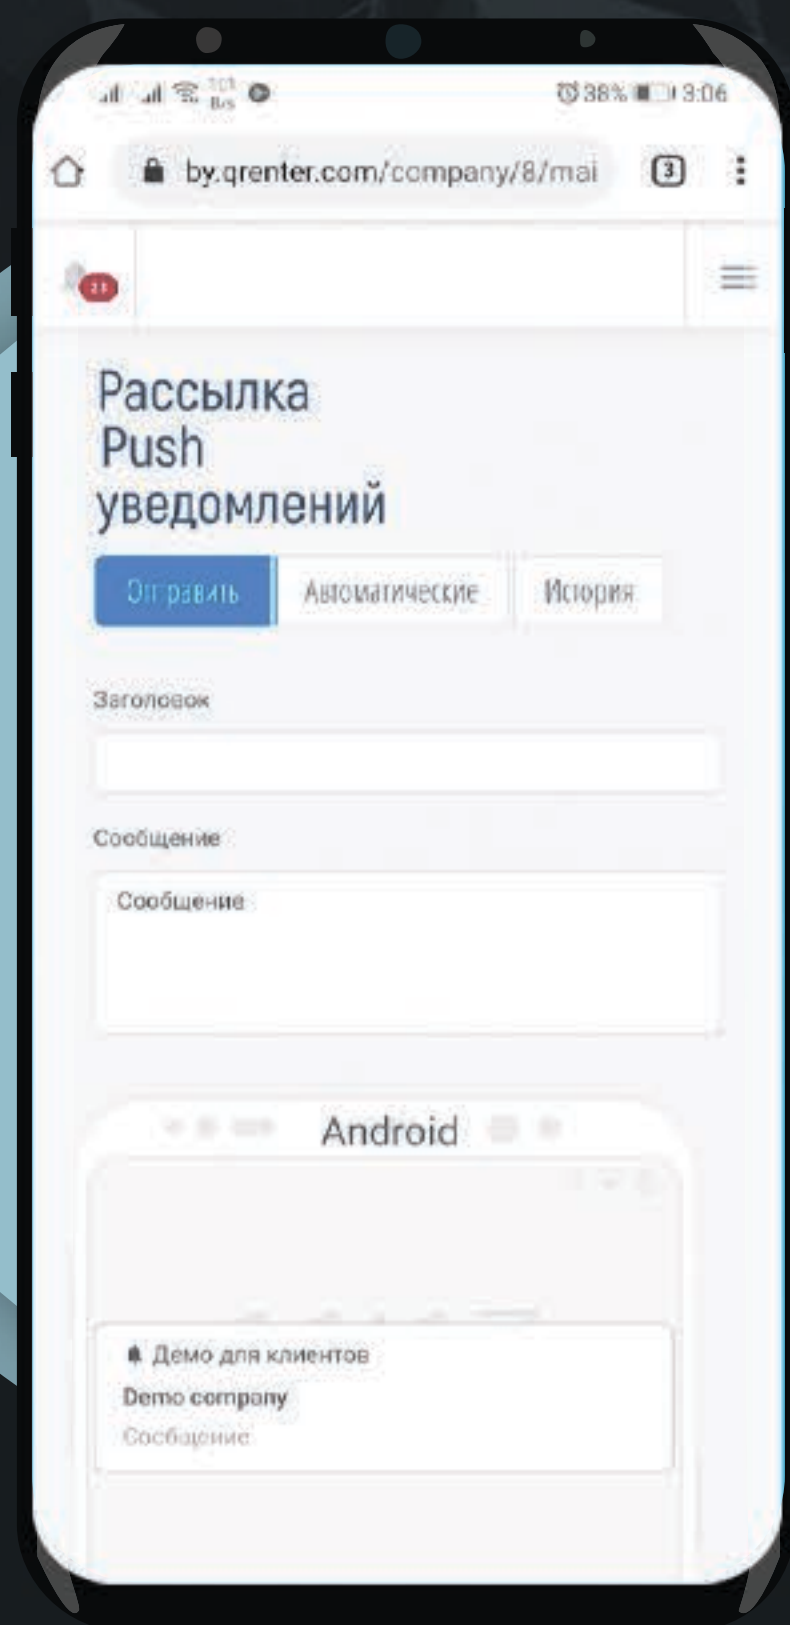 38% 3:06
by.qrenter.com/company/8/mai 3
Рассылка
Push
уведомлений
Отправить Автоматические История
Заголовок
Сообщение
Сообщение
Android
Демо для клиентов
Demo company
Сообщение